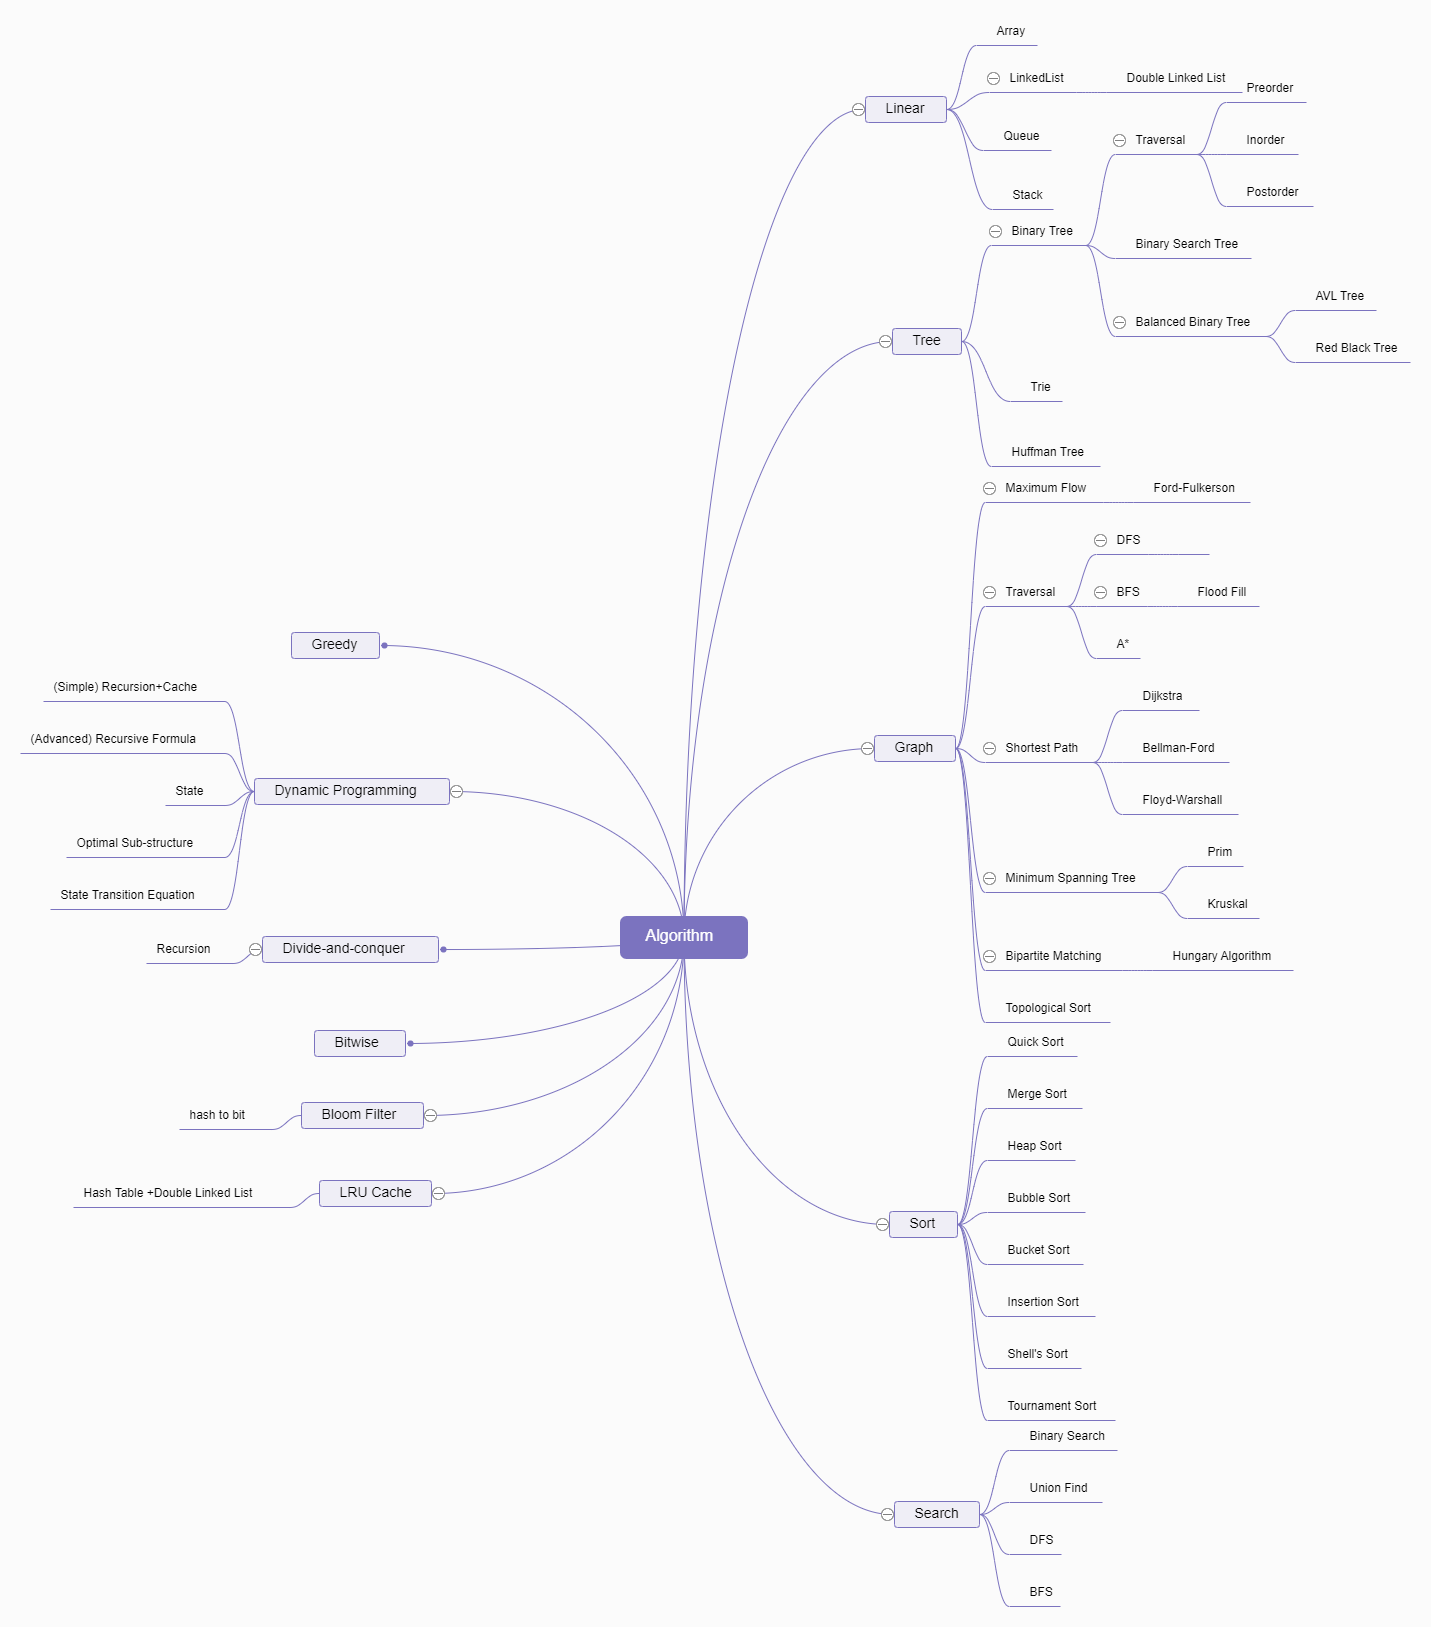 Algorithm
Linear
Array
LinkedList
Double Linked List
Queue
Stack
Tree
Binary Tree
Traversal
Preorder
Inorder
Postorder
Binary Search Tree
Balanced Binary Tree
AVL Tree
Red Black Tree
Trie
Huffman Tree
Graph
Maximum Flow
Ford-Fulkerson
Traversal
DFS
BFS
Flood Fill
A*
Shortest Path
Dijkstra
Bellman-Ford
Floyd-Warshall
Minimum Spanning Tree
Prim
Kruskal
Bipartite Matching
Hungary Algorithm
Topological Sort
Sort
Quick Sort
Merge Sort
Heap Sort
Bubble Sort
Bucket Sort
Insertion Sort
Shell's Sort
Tournament Sort
Search
Binary Search
Union Find
DFS
BFS
Greedy
Dynamic Programming
(Simple) Recursion+Cache
(Advanced) Recursive Formula
State
Optimal Sub-structure
State Transition Equation
Divide-and-conquer
Recursion
Bitwise
Bloom Filter
hash to bit
LRU Cache
Hash Table +Double Linked List